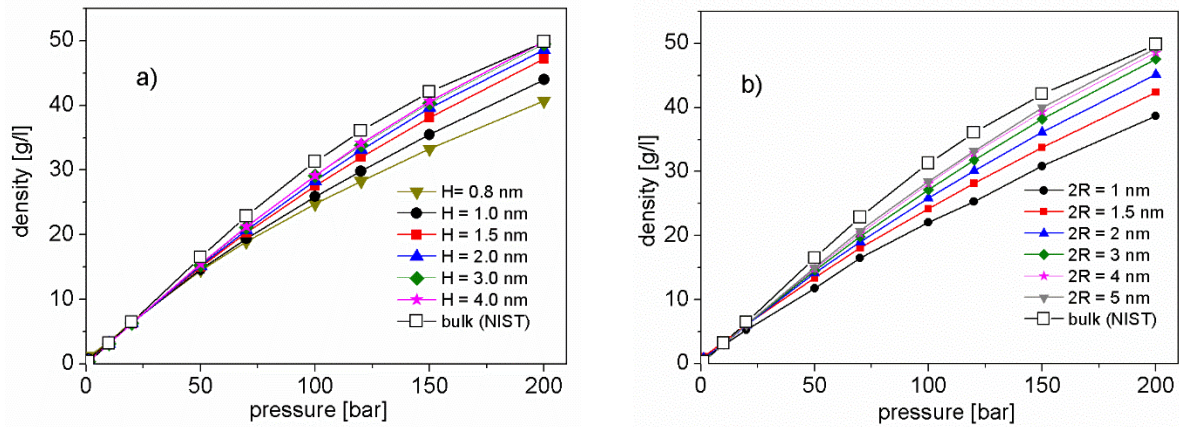 a)
density [g/l]
50
40
30
20
10
0
H= 0.8 nm
H = 1.0 nm
H = 1.5 nm
H = 2.0 nm
H = 3.0 nm
H = 4.0 nm
bulk (NIST)
0 50 100 150 200
pressure [bar]
b)
density [g/l]
50
40
30
20
10
0
2R = 1 nm
2R = 1.5 nm
2R = 2 nm
2R = 3 nm
2R = 4 nm
2R = 5 nm
bulk (NIST)
0 50 100 150 200
pressure [bar]